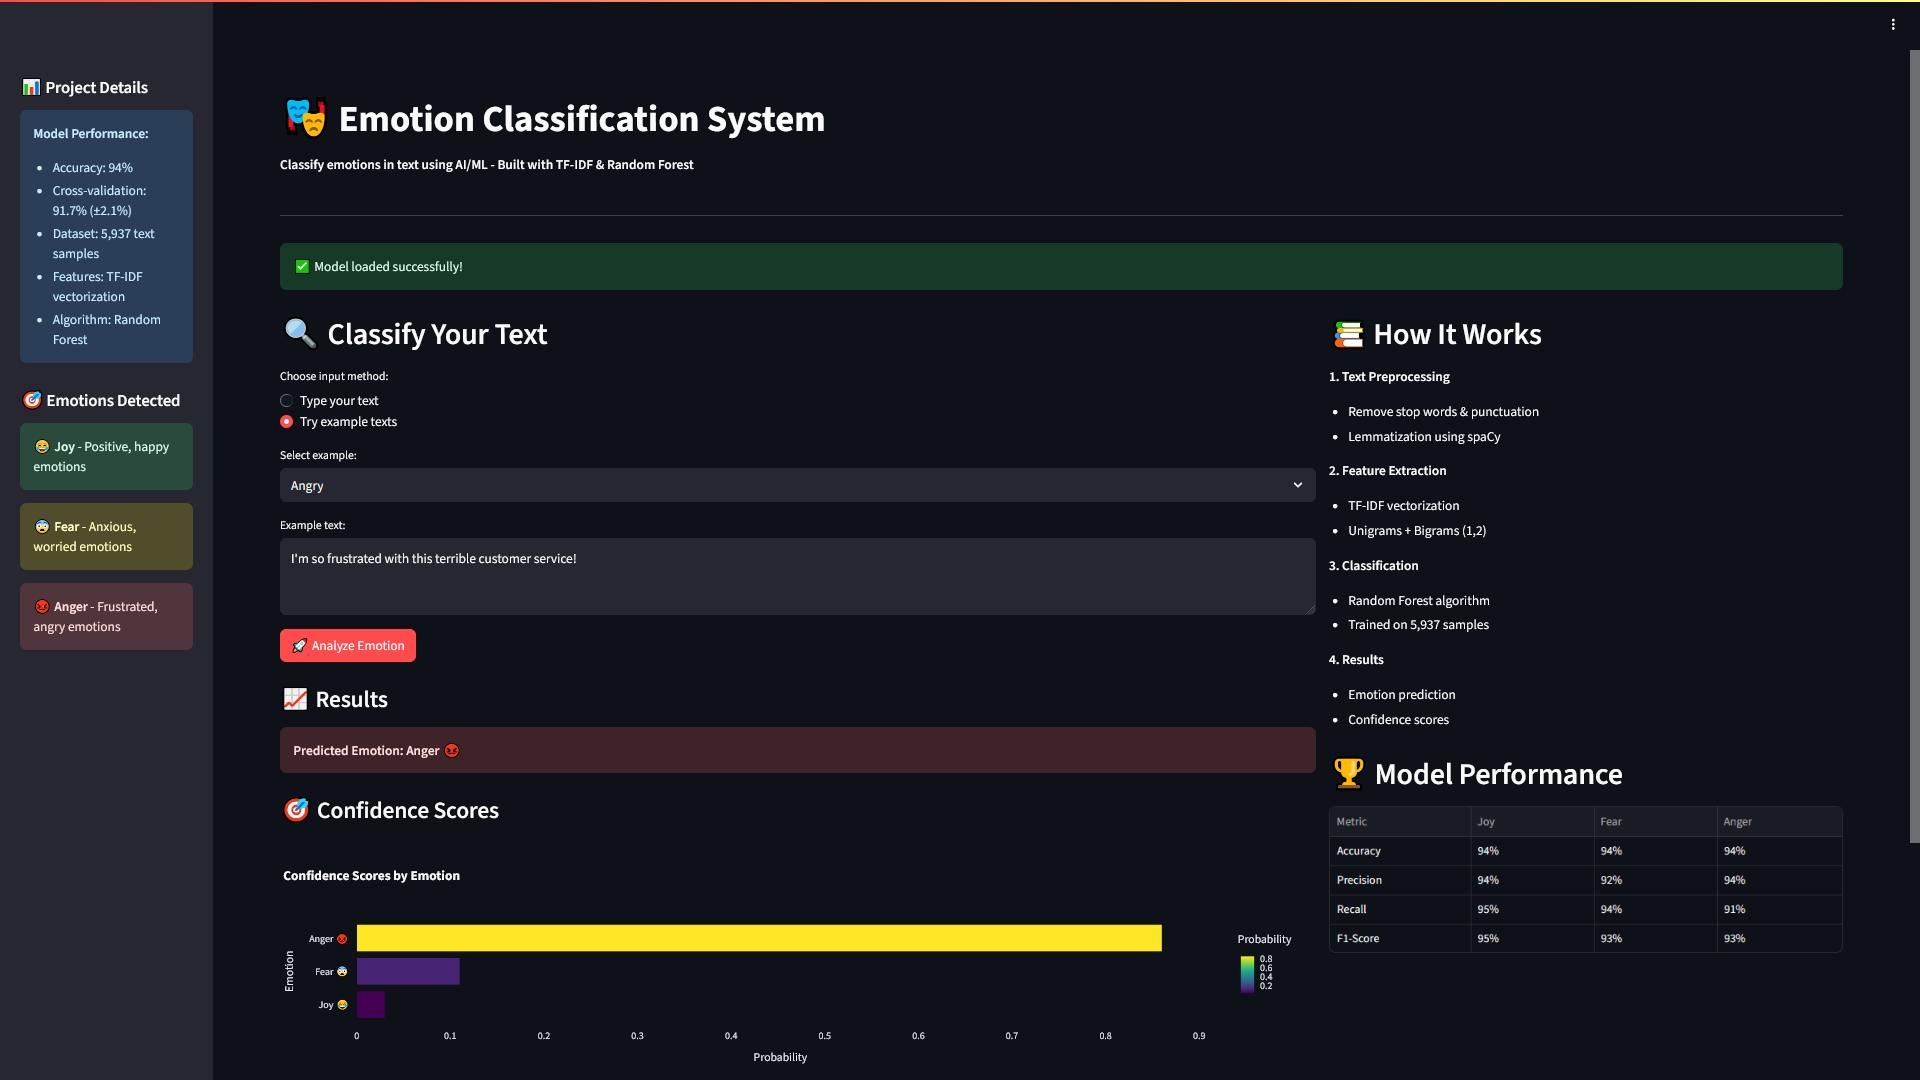 📊 Project Details
Model Performance:
• Accuracy: 94%
• Cross-validation:
91.7% (±2.1%)
• Dataset: 5,937 text
samples
• Features: TF-IDF
vectorization
• Algorithm: Random
Forest
🎯 Emotions Detected
😂 Joy - Positive, happy
emotions
😨 Fear - Anxious,
worried emotions
😡 Anger - Frustrated,
angry emotions
🎭 Emotion Classification System
Classify emotions in text using AI/ML - Built with TF-IDF & Random Forest
✅ Model loaded successfully!
🔍 Classify Your Text
Choose input method:
Type your text
Try example texts
Select example:
Angry
Example text:
I'm so frustrated with this terrible customer service!
🚀 Analyze Emotion
📈 Results
Predicted Emotion: Anger 😡
🎯 Confidence Scores
Confidence Scores by Emotion
Emotion
Anger 😡
Fear 😨
Joy 😂
0 0.1 0.2 0.3 0.4 0.5 0.6 0.7 0.8 0.9
Probability
Probability
0.8
0.6
0.4
0.2
📚 How It Works
1. Text Preprocessing
• Remove stop words & punctuation
• Lemmatization using spaCy
2. Feature Extraction
• TF-IDF vectorization
• Unigrams + Bigrams (1,2)
3. Classification
• Random Forest algorithm
• Trained on 5,937 samples
4. Results
• Emotion prediction
• Confidence scores
🏆 Model Performance
Metric Joy Fear Anger
Accuracy 94% 94% 94%
Precision 94% 92% 94%
Recall 95% 94% 91%
F1-Score 95% 93% 93%